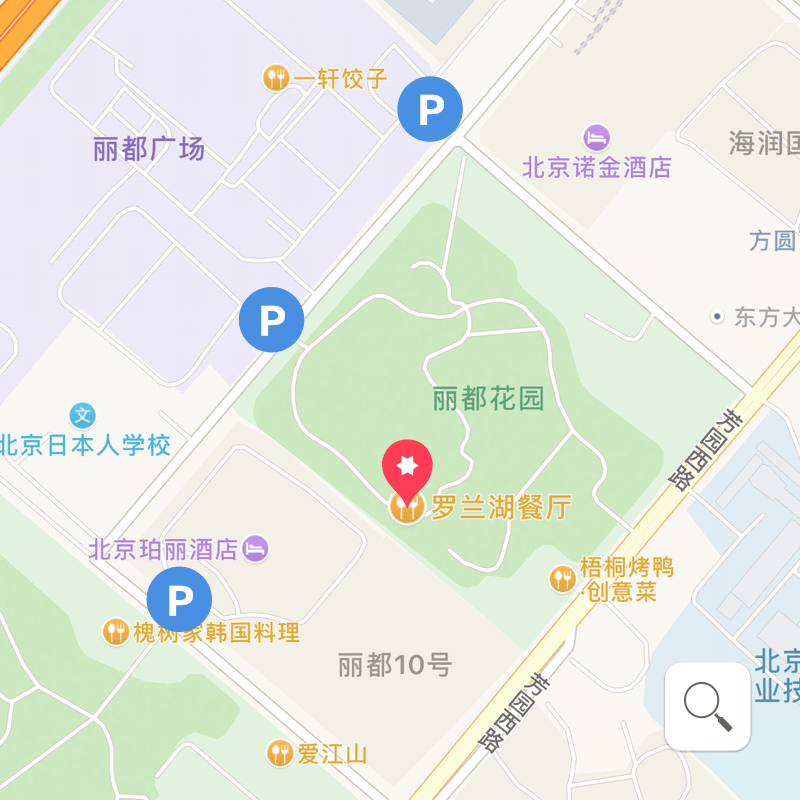 一轩饺子
P
丽都广场
海润国
北京诺金酒店
方圆
P
东方大
丽都花园
文
北京日本人学校
芳园西路
罗兰湖餐厅
北京珀丽酒店
梧桐烤鸭
·创意菜
P
槐树家韩国料理
丽都10号
北京
业技
芳园西路
爱江山